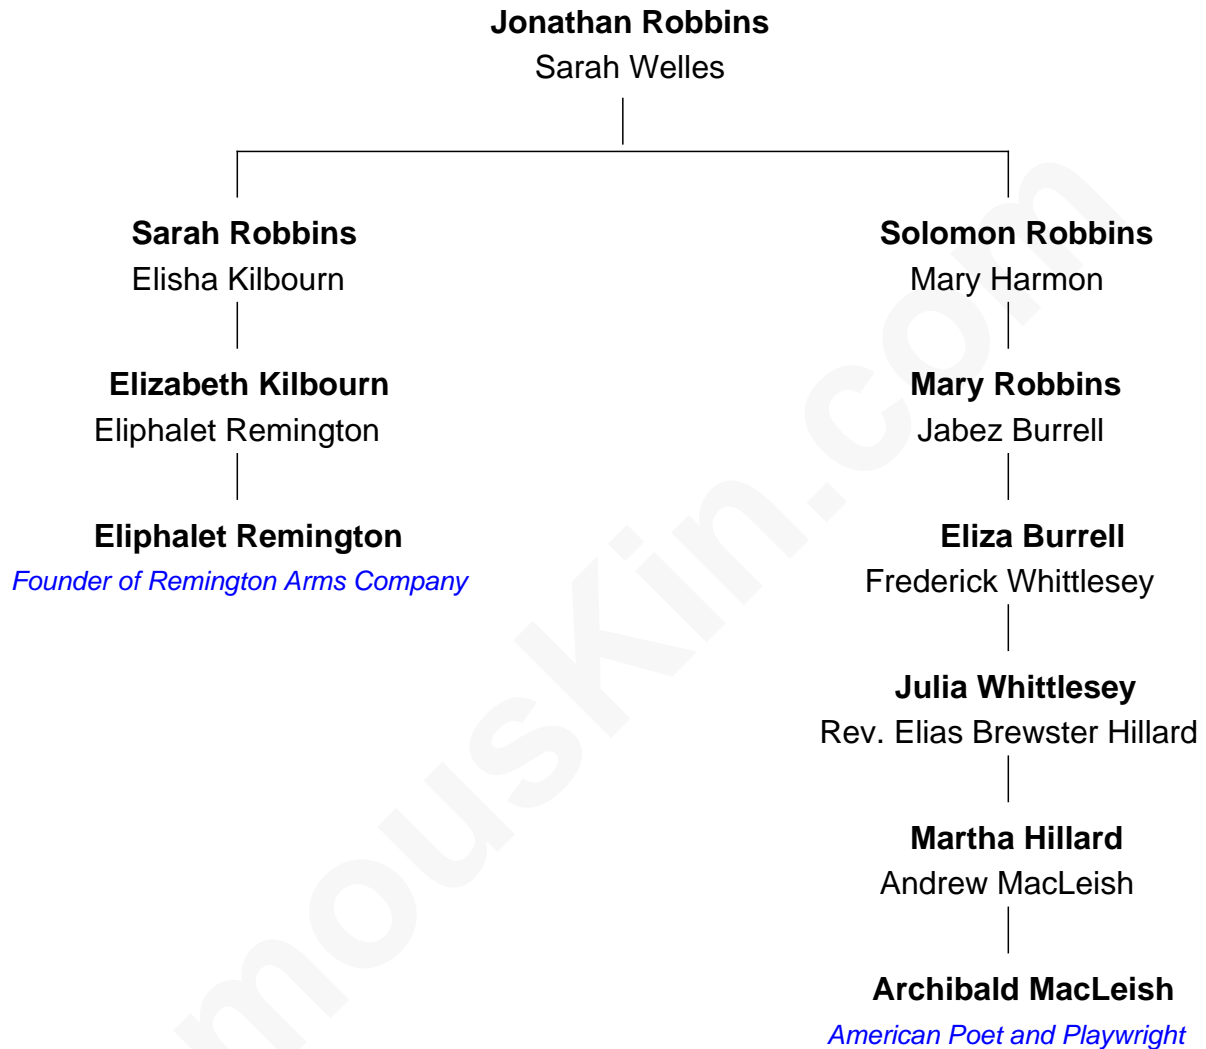 Jonathan Robbins
Sarah Welles
Sarah Robbins
Elisha Kilbourn
Solomon Robbins
Mary Harmon
Elizabeth Kilbourn
Eliphalet Remington
Mary Robbins
Jabez Burrell
Eliphalet Remington
Founder of Remington Arms Company
Eliza Burrell
Frederick Whittlesey
Julia Whittlesey
Rev. Elias Brewster Hillard
Martha Hillard
Andrew MacLeish
Archibald MacLeish
American Poet and Playwright
mouskin.com